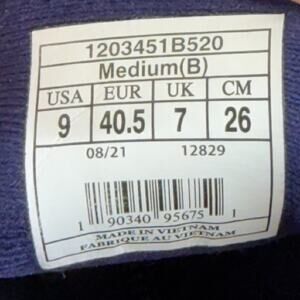 1203451B520
Medium(B)
USA EUR UK CM
9 40.5 7 26
08/21 12829
1 90340 95675 1
MADE IN VIETNAM
FABRIQUE AU VIETNAM